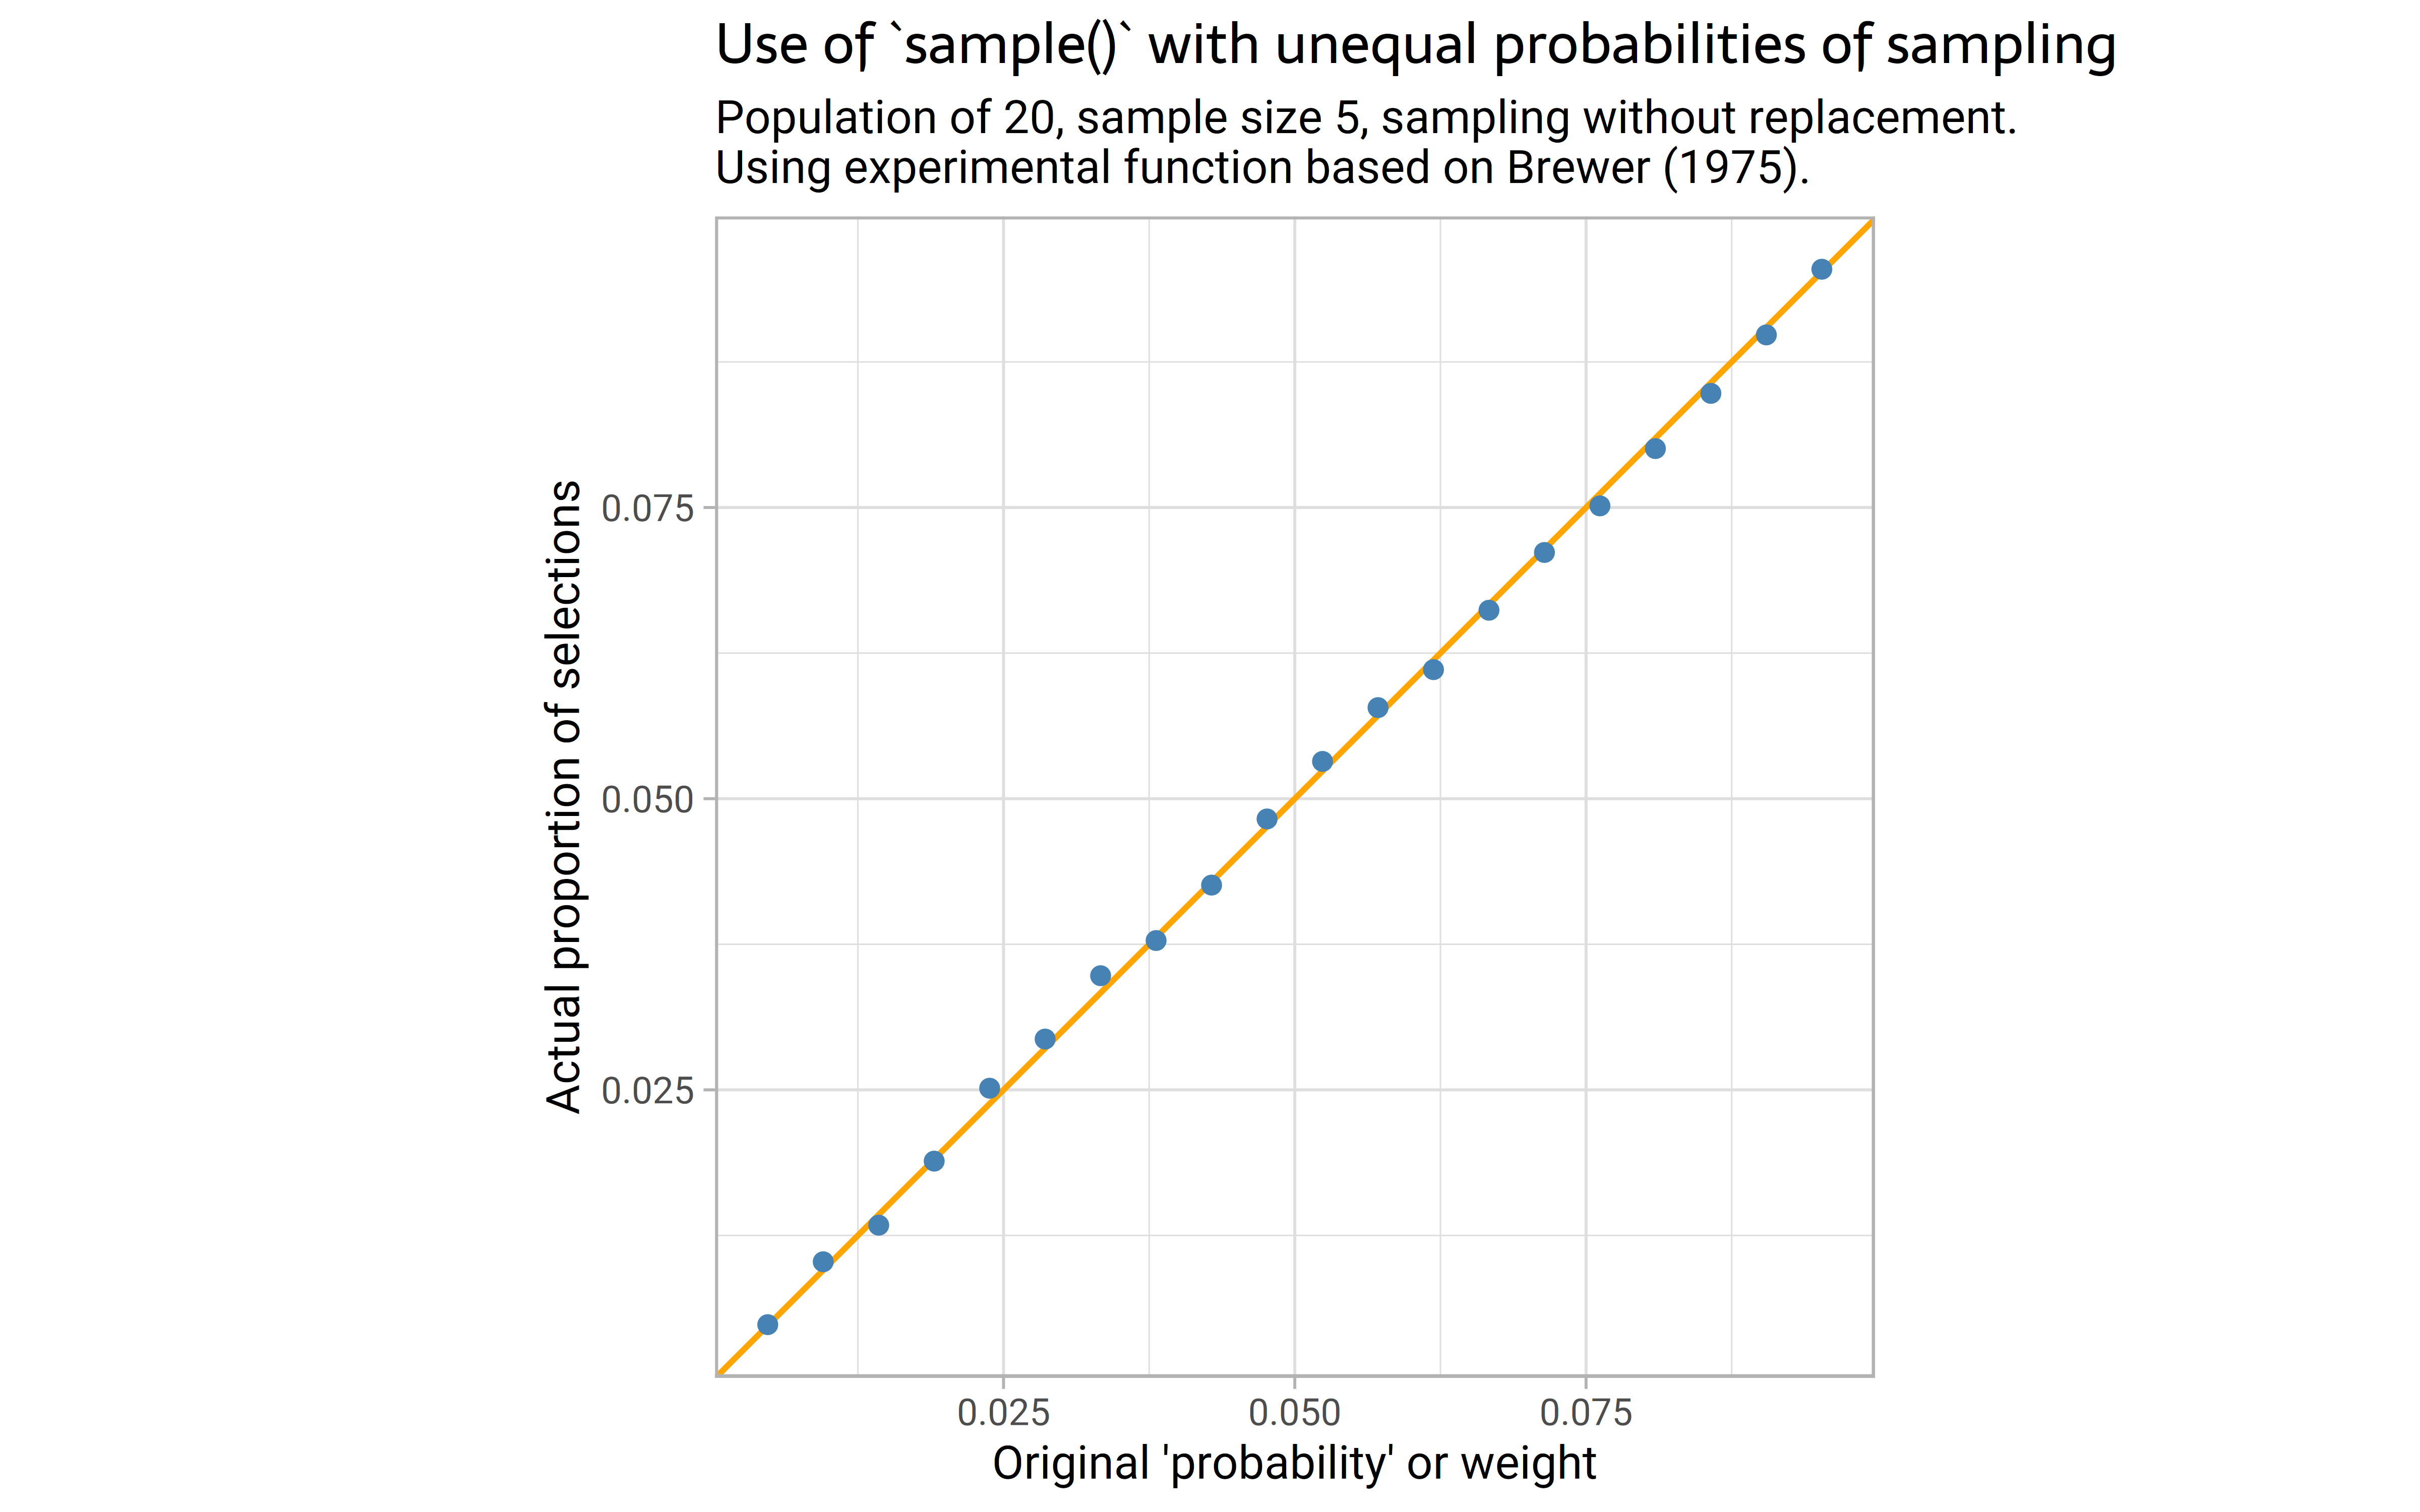 Use of `sample()` with unequal probabilities of sampling
Population of 20, sample size 5, sampling without replacement.
Using experimental function based on Brewer (1975).
Actual proportion of selections
0.075
0.050
0.025
0.025
0.050
0.075
Original 'probability' or weight